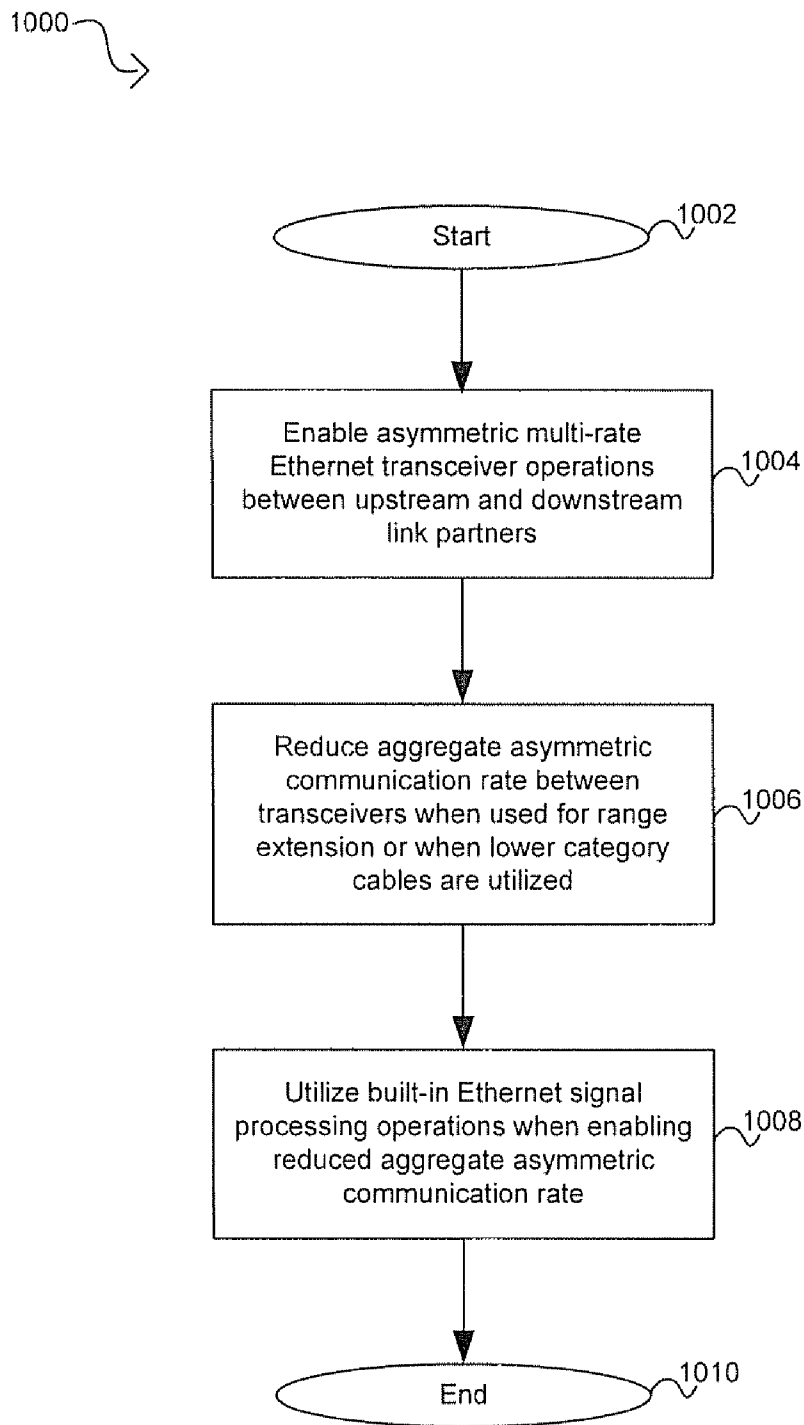 1000
1002
Start
Enable asymmetric multi-rate
Ethernet transceiver operations
between upstream and downstream
link partners
1004
Reduce aggregate asymmetric
communication rate between
transceivers when used for range
extension or when lower category
cables are utilized
1006
Utilize built-in Ethernet signal
processing operations when enabling
reduced aggregate asymmetric
communication rate
1008
End
1010